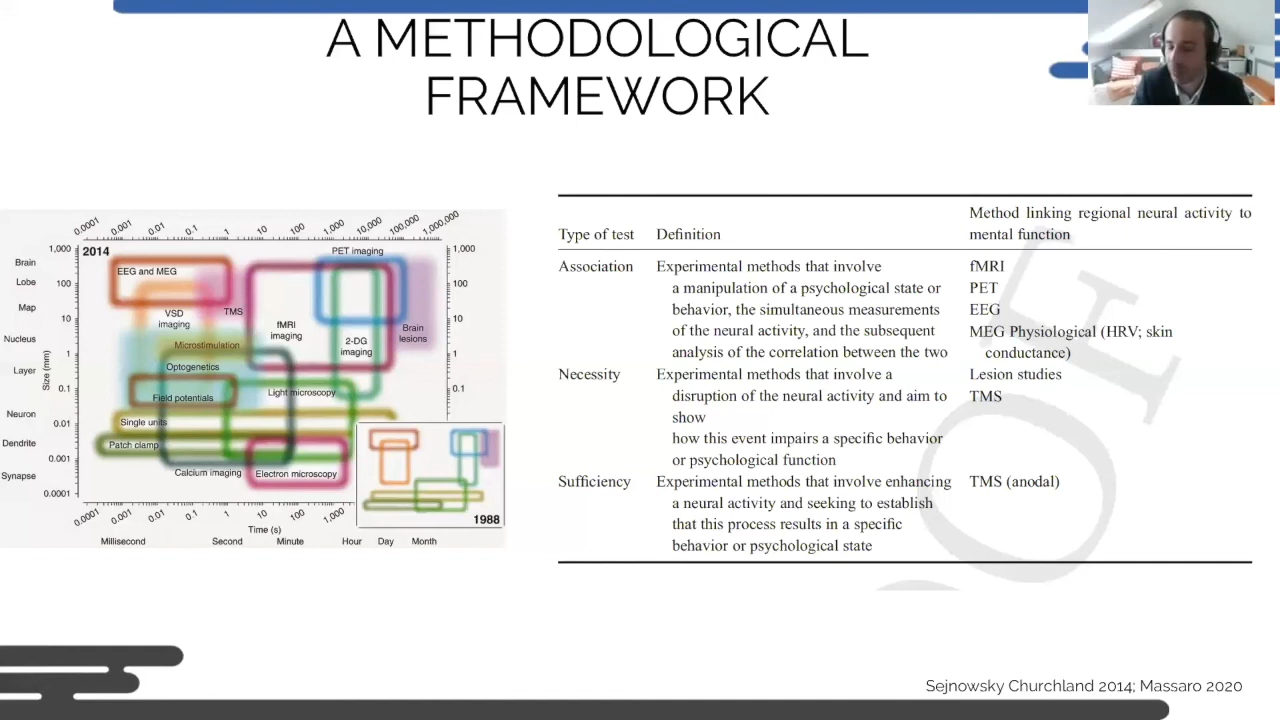 A METHODOLOGICAL
FRAMEWORK
0.0001 0.001 0.01 0.1 1 10 100 1,000 10,000 100,000 1,000,000
2014
1,000
100
10
1
0.1
0.01
0.001
0.0001
Size (mm)
Brain
Lobe
Map
Nucleus
Layer
Neuron
Dendrite
Synapse
EEG and MEG
PET imaging
VSD
imaging
TMS
fMRI
imaging
2-DG
imaging
Brain
lesions
Microstimulation
Optogenetics
Field potentials
Light microscopy
Single units
Patch clamp
Calcium imaging
Electron microscopy
1,000
100
10
1
0.1
1988
0.0001 0.001 0.01 0.1 1 10 100 1,000
Time (s)
Millisecond Second Minute Hour Day Month
Type of test Definition Method linking regional neural activity to
mental function
Association Experimental methods that involve fMRI
a manipulation of a psychological state or PET
behavior, the simultaneous measurements EEG
of the neural activity, and the subsequent MEG Physiological (HRV; skin
analysis of the correlation between the two conductance)
Necessity Experimental methods that involve a Lesion studies
disruption of the neural activity and aim to TMS
show
how this event impairs a specific behavior
or psychological function
Sufficiency Experimental methods that involve enhancing TMS (anodal)
a neural activity and seeking to establish
that this process results in a specific
behavior or psychological state
Sejnowsky Churchland 2014; Massaro 2020